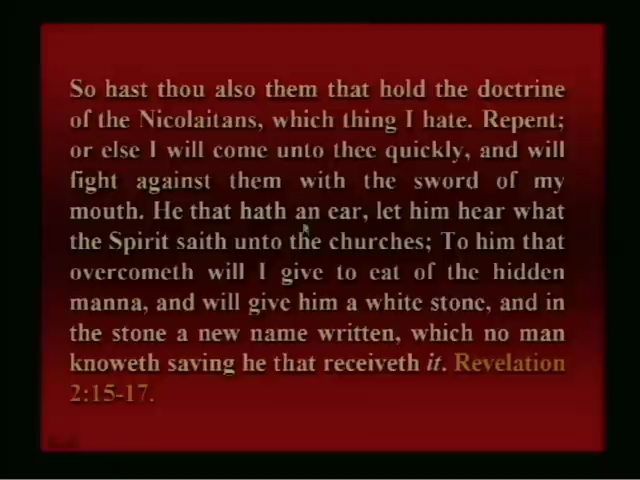 So hast thou also them that hold the doctrine
of the Nicolaitans, which thing I hate. Repent;
or else I will come unto thee quickly, and will
fight against them with the sword of my
mouth. He that hath an ear, let him hear what
the Spirit saith unto the churches; To him that
overcometh will I give to eat of the hidden
manna, and will give him a white stone, and in
the stone a new name written, which no man
knoweth saving he that receiveth it. Revelation
2:15-17.